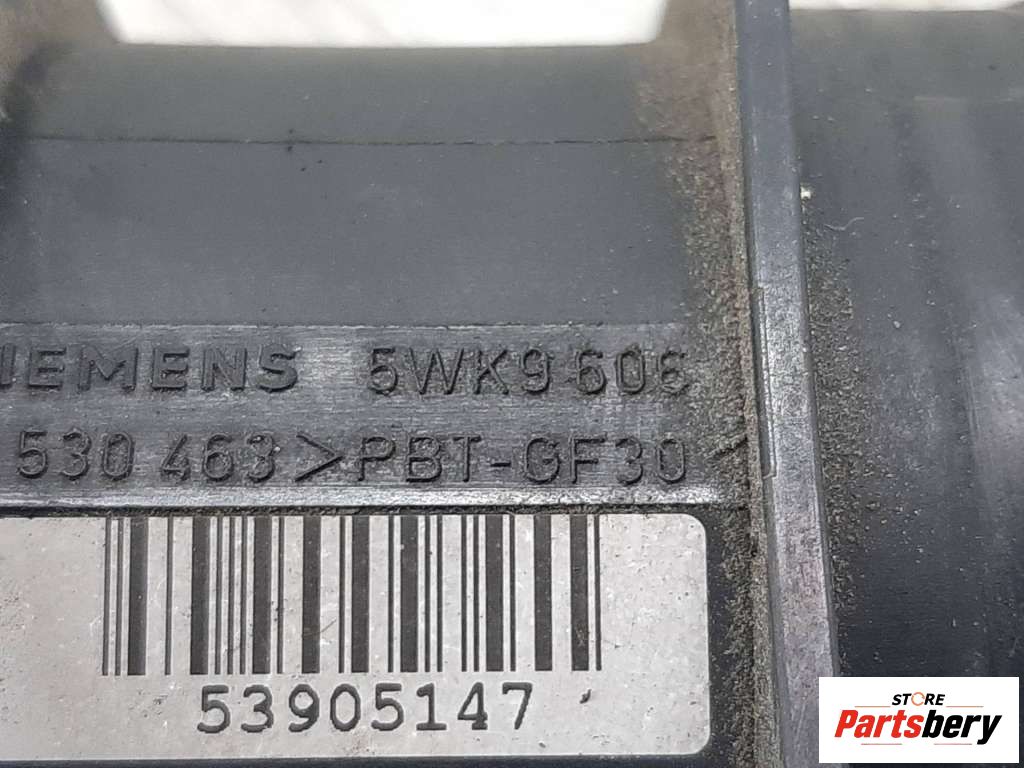 IEMENS 5WK9 606
530 463 >PBT-GF30
53905147
STORE
Partsbery